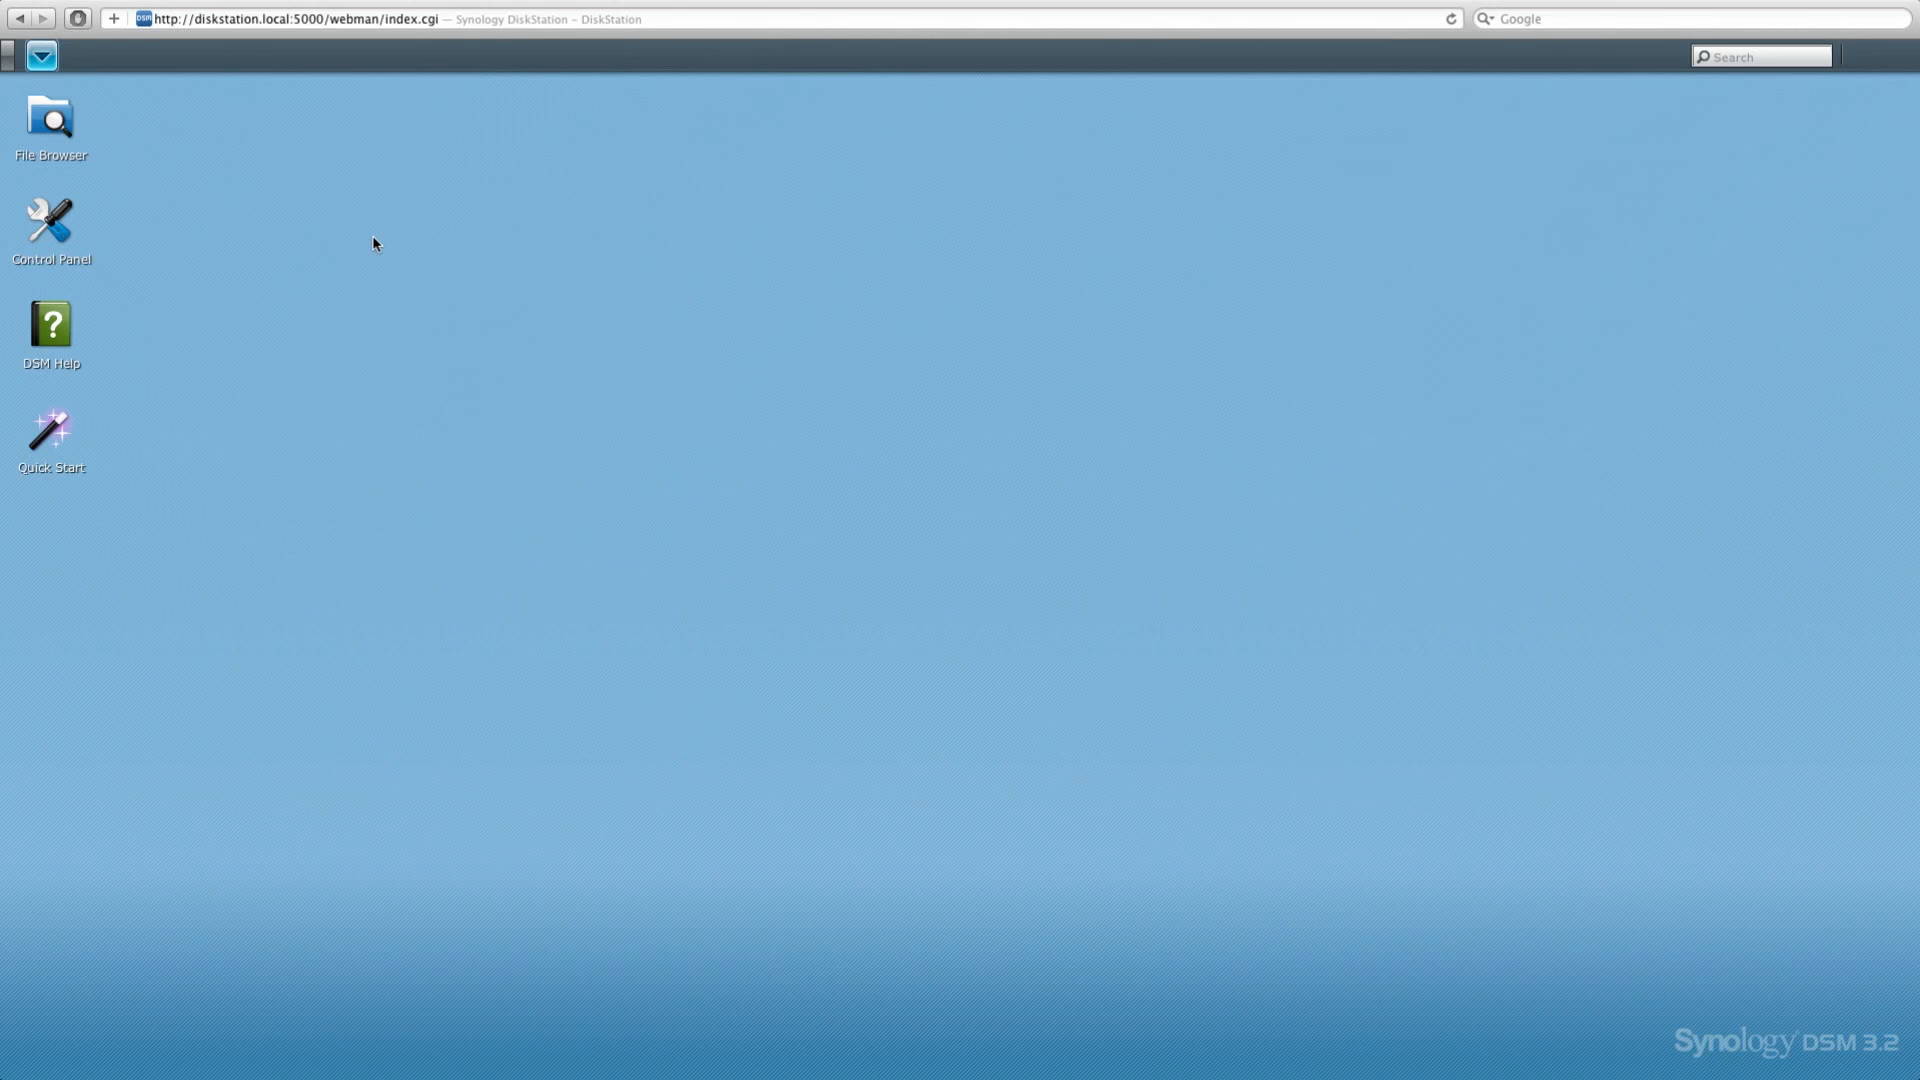 http://diskstation.local:5000/webman/index.cgi — Synology DiskStation – DiskStation
Google
Search
File Browser
Control Panel
DSM Help
Quick Start
Synology DSM 3.2